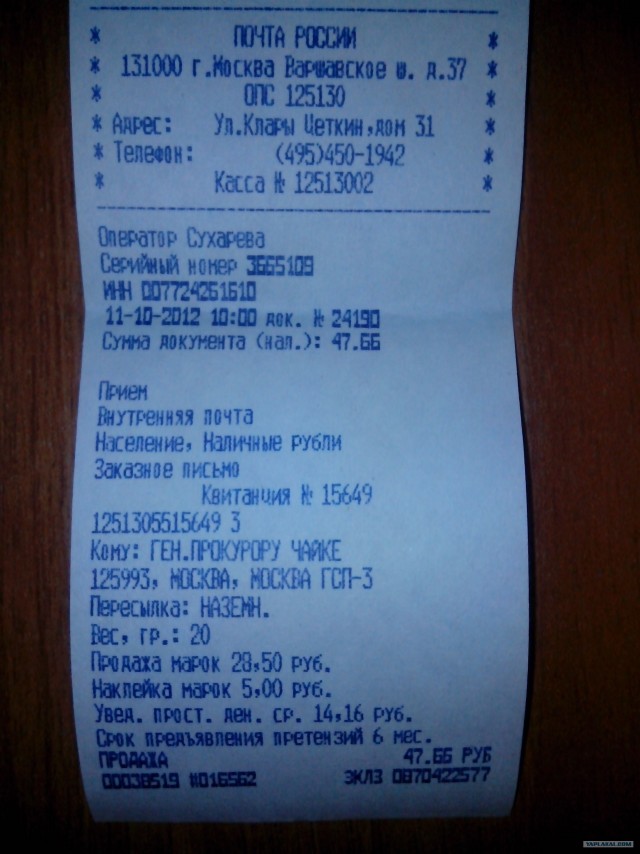 * ПОЧТА РОССИИ *
* 131000 г.Москва Варшавское ш. д.37 *
* ОПС 125130 *
* Адрес: Ул.Клары Цеткин,дом 31 *
* Телефон: (495)450-1942 *
* Касса № 12513002 *
Оператор Сухарева
Серийный номер 3665109
ИНН 007724261610
11-10-2012 10:00 док. № 24190
Сумма документа (нал.): 47.66
Прием
Внутренняя почта
Население, Наличные рубли
Заказное письмо
Квитанция № 15649
1251305515649 3
Кому: ГЕН.ПРОКУРОРУ ЧАЙКЕ
125993, МОСКВА, МОСКВА ГСП-3
Пересылка: НАЗЕМН.
Вес, гр.: 20
Продажа марок 28,50 руб.
Наклейка марок 5,00 руб.
Увед. прост. ден. ср. 14,16 руб.
Срок предъявления претензий 6 мес.
ПРОДАЖА 47.66 РУБ
00038519 #016562 ЭКЛЗ 0870422577
YAPLAKAL.COM